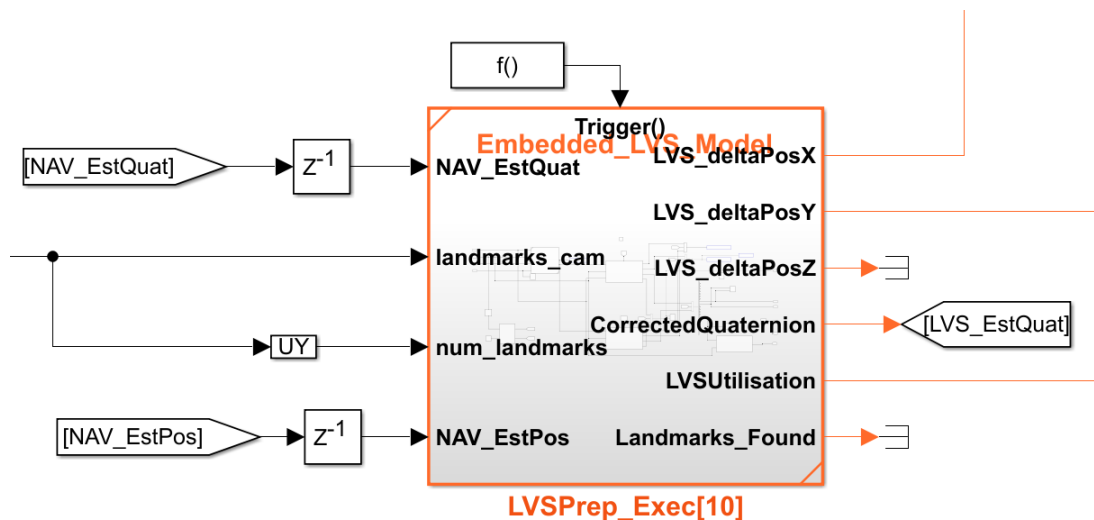 f()
Trigger()
Embedded_LVS_Model
[NAV_EstQuat]
Z-1
NAV_EstQuat
LVS_deltaPosX
LVS_deltaPosY
landmarks_cam
LVS_deltaPosZ
CorrectedQuaternion
[LVS_EstQuat]
UY
num_landmarks
LVSUtilisation
[NAV_EstPos]
Z-1
NAV_EstPos
Landmarks_Found
LVSPrep_Exec[10]